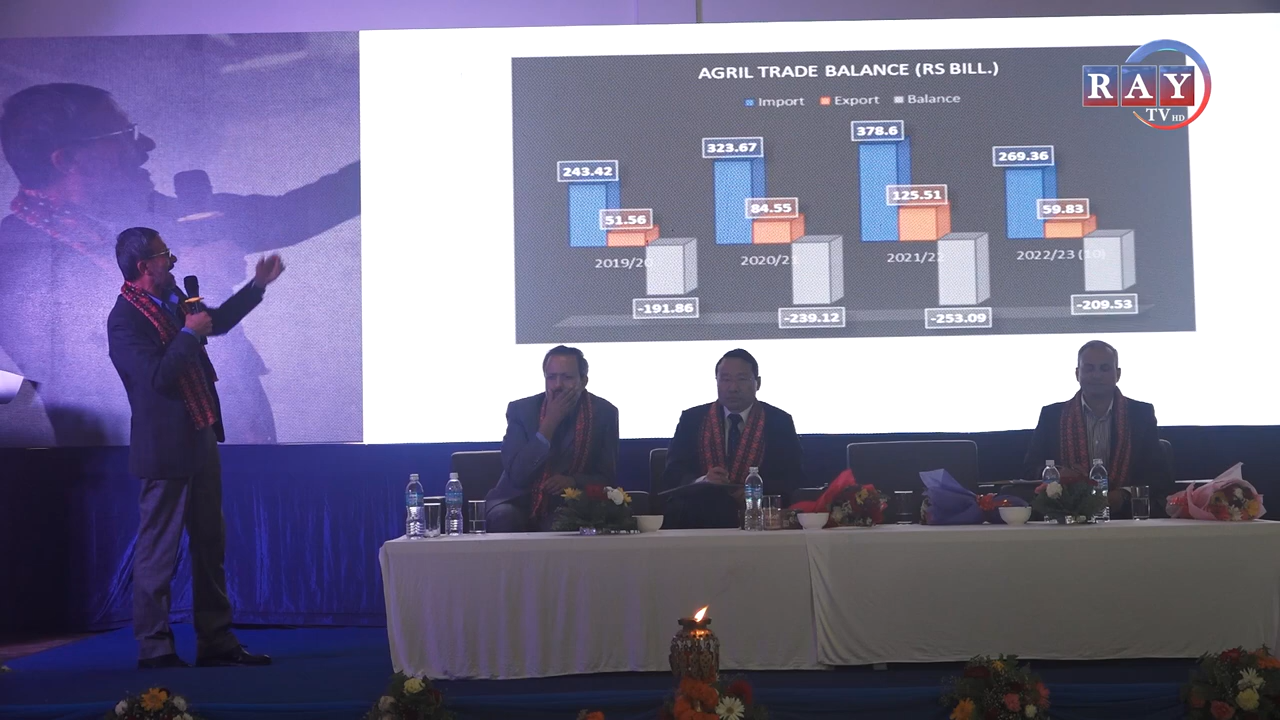 AGRIL TRADE BALANCE (RS BILL.)
Import Export Balance
243.42 323.67 378.6 269.36
51.56 84.55 125.51 59.83
2019/20 2020/21 2021/22 2022/23 (10)
-191.86 -239.12 -253.09 -209.53
RAY
TV HD